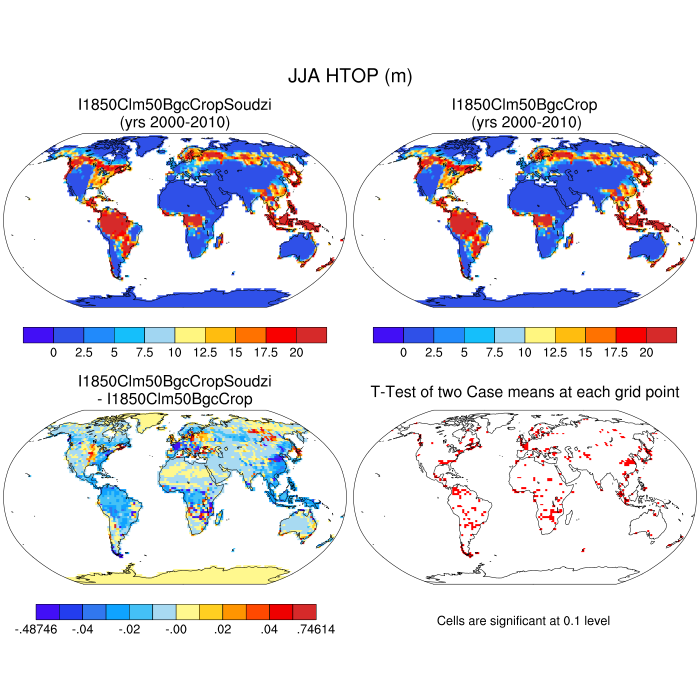 JJA HTOP (m)
I1850Clm50BgcCropSoudzi
(yrs 2000-2010)
I1850Clm50BgcCrop
(yrs 2000-2010)
0 2.5 5 7.5 10 12.5 15 17.5 20
0 2.5 5 7.5 10 12.5 15 17.5 20
I1850Clm50BgcCropSoudzi
- I1850Clm50BgcCrop
T-Test of two Case means at each grid point
-.48746 -.04 -.02 -.00 .02 .04 .74614
Cells are significant at 0.1 level